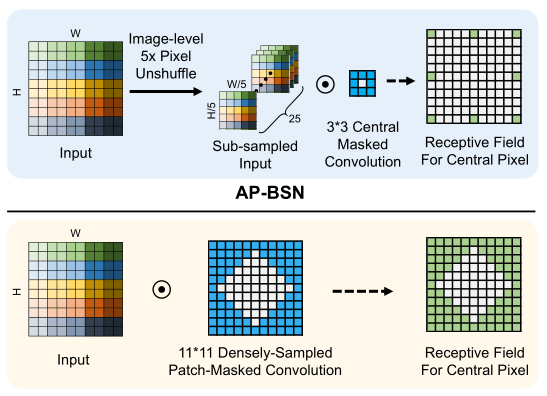 W
H
Input
Image-level
5x Pixel
Unshuffle
W/5
H/5
25
Sub-sampled
Input
3*3 Central
Masked
Convolution
Receptive Field
For Central Pixel
AP-BSN
W
H
Input
11*11 Densely-Sampled
Patch-Masked Convolution
Receptive Field
For Central Pixel